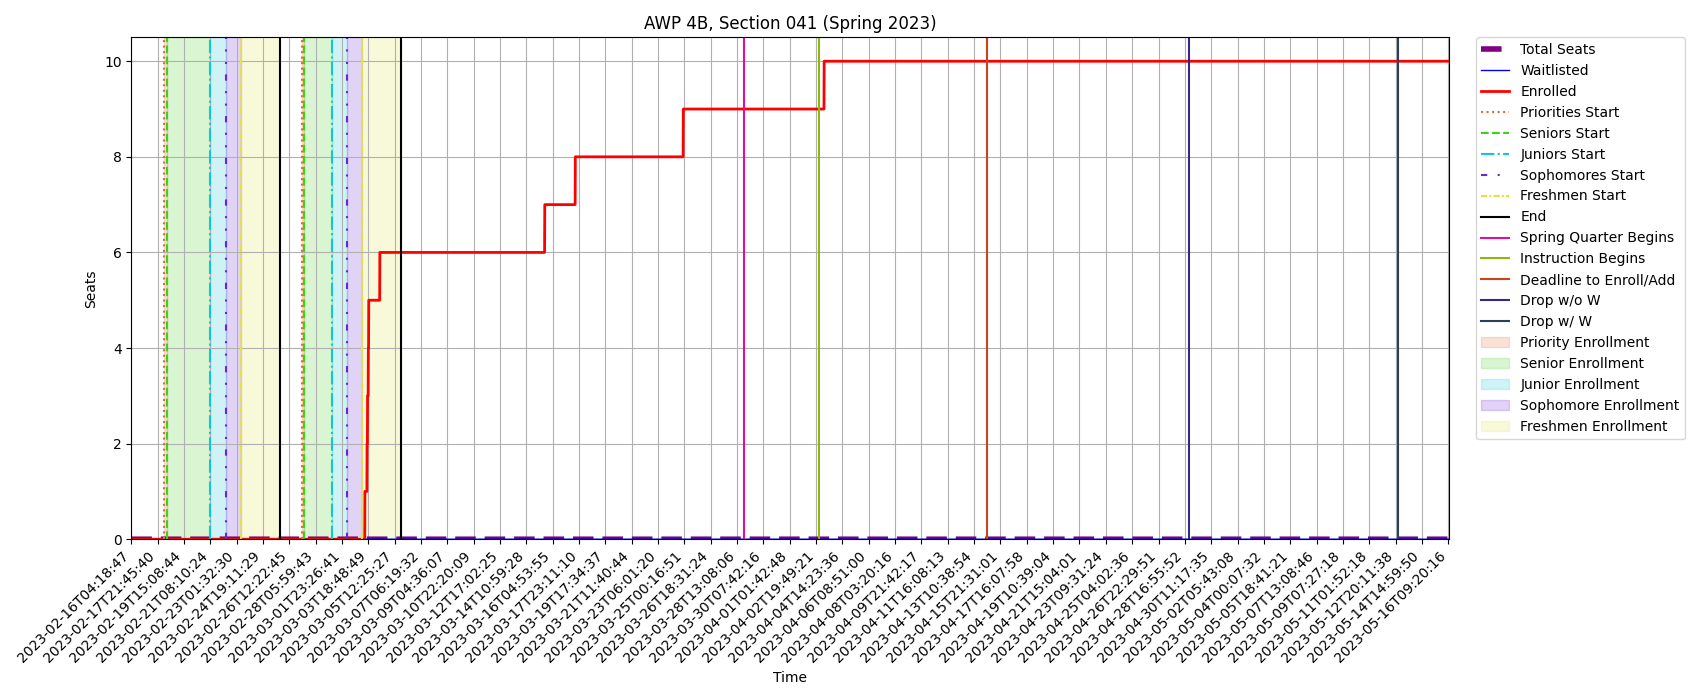 AWP 4B, Section 041 (Spring 2023)
10
8
6
4
2
0
Seats
2023-02-16T04:18:47
2023-02-17T21:45:40
2023-02-19T15:08:44
2023-02-21T08:10:24
2023-02-23T01:32:30
2023-02-24T19:11:29
2023-02-26T12:22:45
2023-02-28T05:59:43
2023-03-01T23:26:41
2023-03-03T18:48:49
2023-03-05T12:25:27
2023-03-07T06:19:32
2023-03-09T04:36:07
2023-03-10T22:20:09
2023-03-12T17:02:25
2023-03-14T10:59:28
2023-03-16T04:53:55
2023-03-17T23:11:10
2023-03-19T17:34:37
2023-03-21T11:40:44
2023-03-23T06:01:20
2023-03-25T00:16:51
2023-03-26T18:31:24
2023-03-28T13:08:06
2023-03-30T07:42:16
2023-04-01T01:42:48
2023-04-02T19:49:21
2023-04-04T14:23:36
2023-04-06T08:51:00
2023-04-08T03:20:16
2023-04-09T21:42:17
2023-04-11T16:08:13
2023-04-13T10:38:54
2023-04-15T21:31:01
2023-04-17T16:07:58
2023-04-19T10:39:04
2023-04-21T15:04:01
2023-04-23T09:31:24
2023-04-25T04:02:36
2023-04-26T22:29:51
2023-04-28T16:55:52
2023-04-30T11:17:35
2023-05-02T05:43:08
2023-05-04T00:07:32
2023-05-05T18:41:21
2023-05-07T13:08:46
2023-05-09T07:27:18
2023-05-11T01:52:18
2023-05-12T20:11:38
2023-05-14T14:59:50
2023-05-16T09:20:16
Time
Total Seats
Waitlisted
Enrolled
Priorities Start
Seniors Start
Juniors Start
Sophomores Start
Freshmen Start
End
Spring Quarter Begins
Instruction Begins
Deadline to Enroll/Add
Drop w/o W
Drop w/ W
Priority Enrollment
Senior Enrollment
Junior Enrollment
Sophomore Enrollment
Freshmen Enrollment